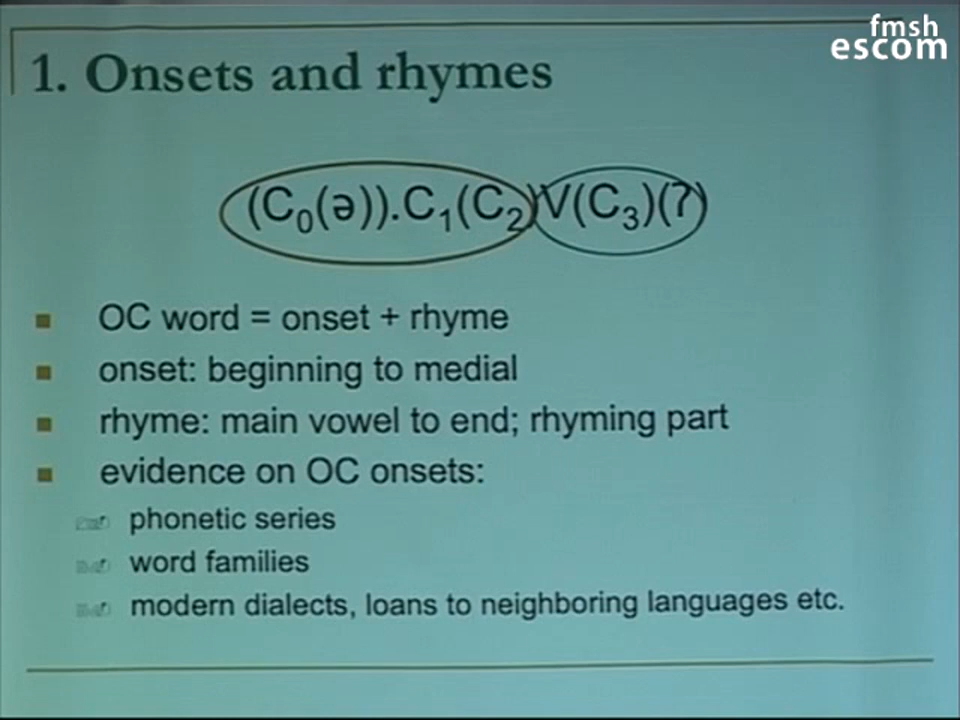 fmsh
escom
1. Onsets and rhymes
(C₀(ə)).C₁(C₂)V(C₃)(ʔ)
OC word = onset + rhyme
onset: beginning to medial
rhyme: main vowel to end; rhyming part
evidence on OC onsets:
phonetic series
word families
modern dialects, loans to neighboring languages etc.